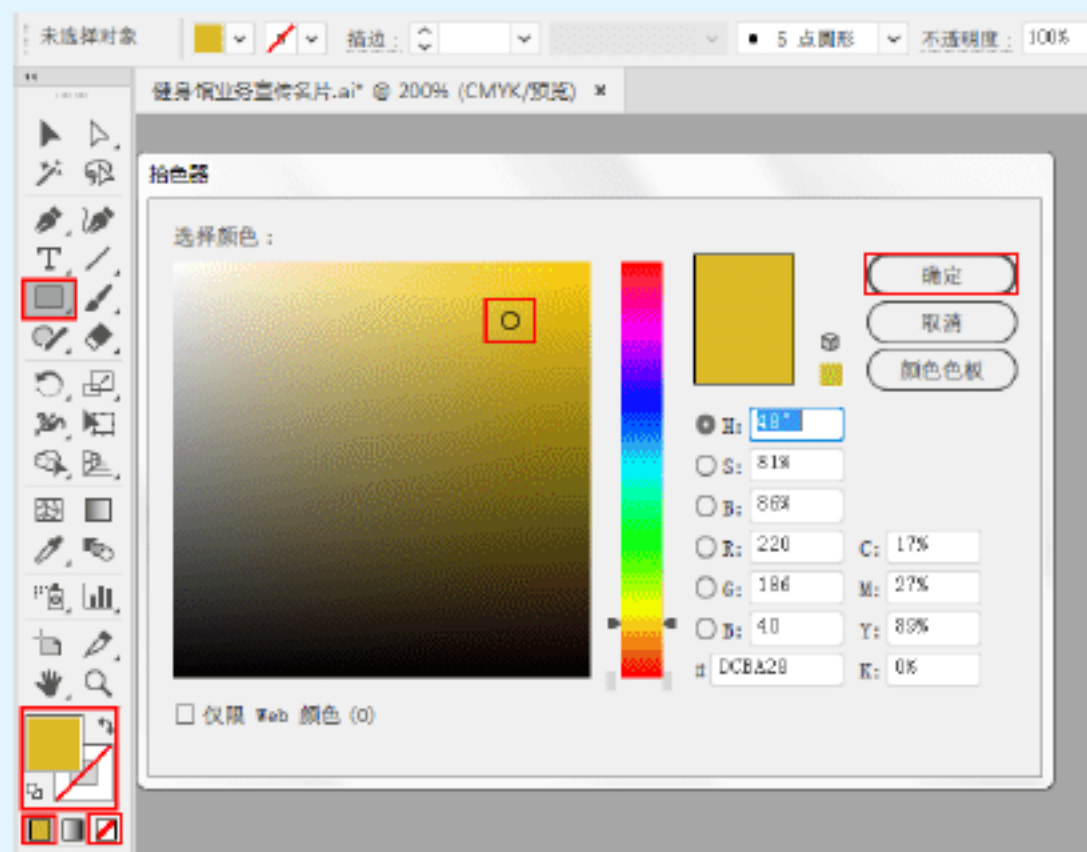 未选择对象 描边: 5 点圆形 不透明度: 100%
健身馆业务宣传名片.ai* @ 200% (CMYK/预览) ×
拾色器
选择颜色:
确定
取消
颜色色板
H: 48°
S: 81%
B: 86%
R: 220 C: 17%
G: 186 M: 27%
B: 40 Y: 89%
# DCBA28 K: 0%
仅限 Web 颜色 (O)